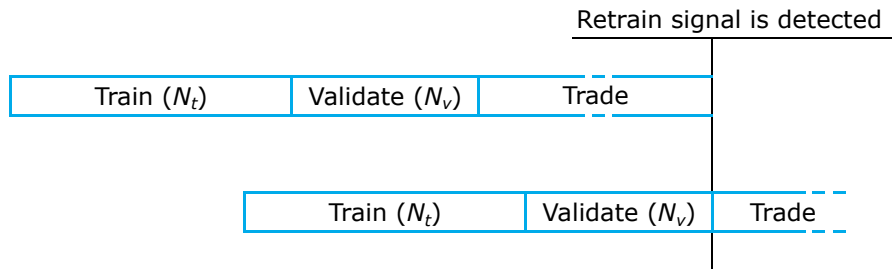 Retrain signal is detected
Train (Nt) Validate (Nv) Trade
Train (Nt) Validate (Nv) Trade